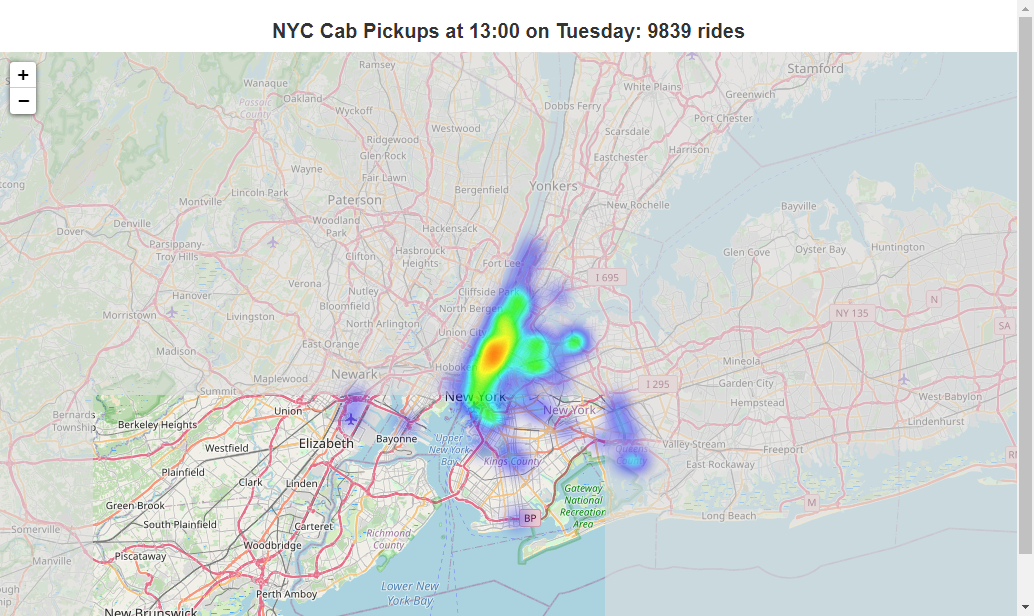 NYC Cab Pickups at 13:00 on Tuesday: 9839 rides
+
−
Ramsey
Stamford
Wanaque
Oakland
White Plains
Greenwich
Passaic
County
Wyckoff
Dobbs Ferry
Port Chester
Westwood
Scarsdale
Ridgewood
Harrison
Glen Rock
Eastchester
Wayne
Fair Lawn
Lincoln Park
Bergenfield
Yonkers
Montville
Paterson
New Rochelle
Bayville
Denville
Woodland
Park
Hackensack
Dover
Parsippany-
Troy Hills
Clifton
Hasbrouck
Heights
Fort Lee
Glen Cove
Oyster Bay
Huntington
I 695
Verona
Nutley
Cliffside Park
Hanover
Bloomfield
North Bergen
N
Morristown
Livingston
North Arlington
Union City
NY 135
SA
East Orange
Madison
Mineola
Newark
Hoboken
Maplewood
I 295
Garden City
Summit
New York
West Babylon
Union
New York
Hempstead
Bernards
Township
Berkeley Heights
Elizabeth
Bayonne
Upper
New York
Bay
Lindenhurst
Westfield
Valley Stream
Freeport
Kings County
Queens
East Rockaway
Plainfield
Clark
Linden
Gateway
National
Recreation
Area
Green Brook
M
South Plainfield
Carteret
BP
Long Beach
Somerville
Richmond
County
Woodbridge
Piscataway
Manville
Lower New
York Bay
Perth Amboy
New Brunswick